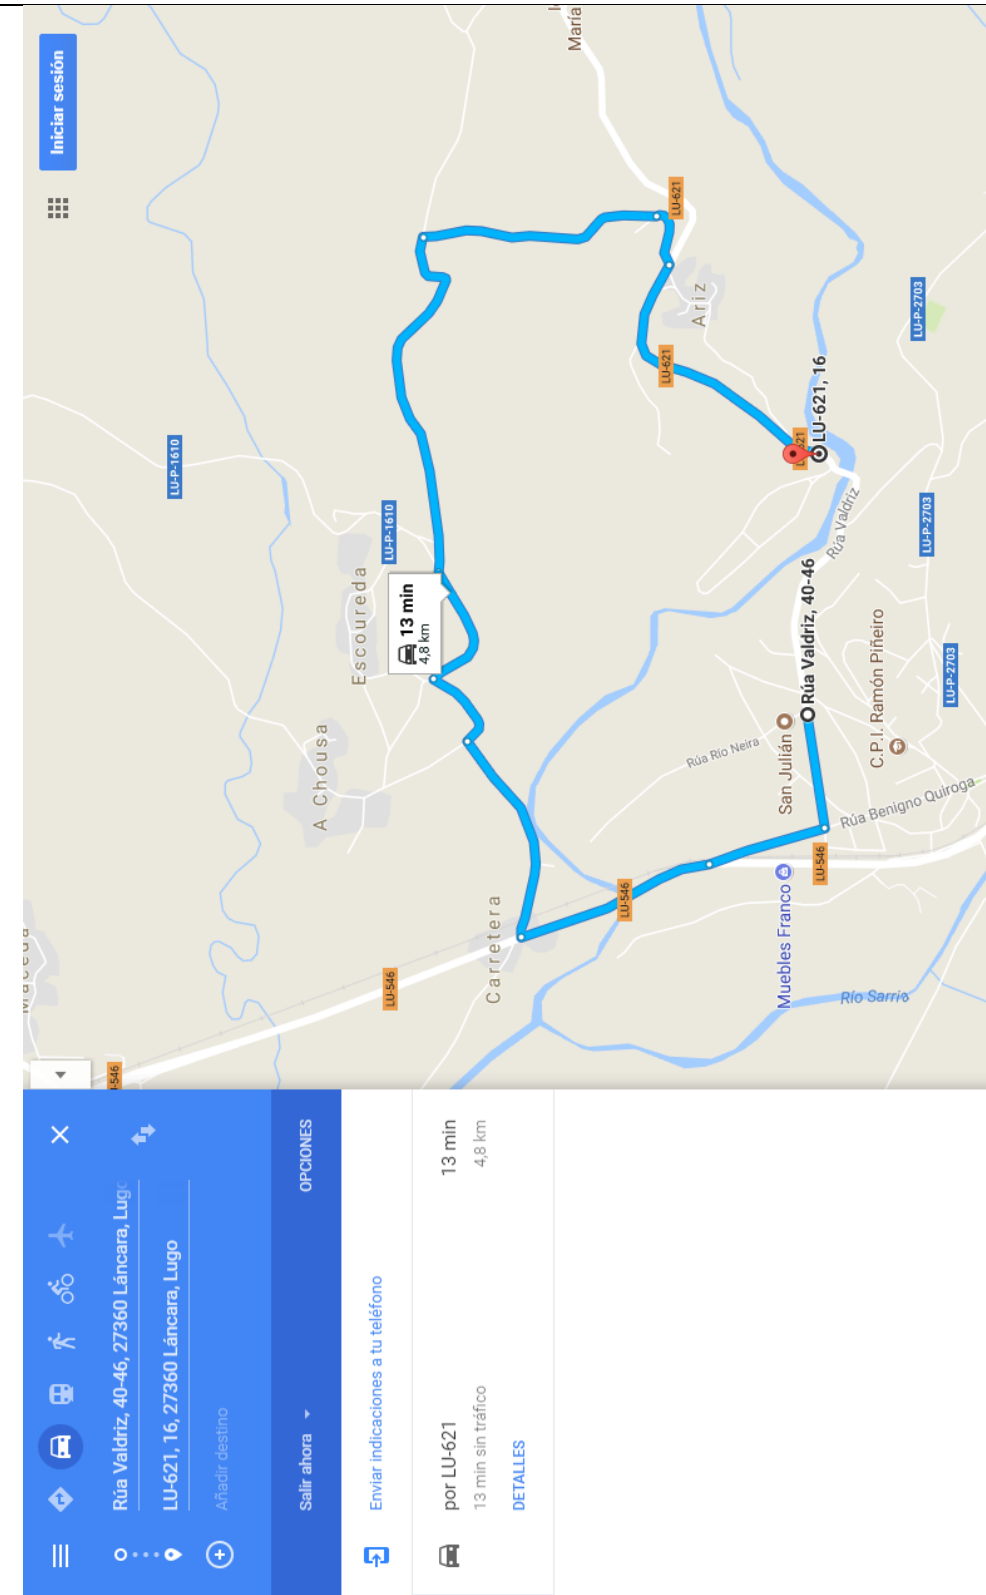 Rúa Valdriz, 40-46, 27360 Láncara, Lugo
LU-621, 16, 27360 Láncara, Lugo
Añadir destino
Salir ahora
OPCIONES
Enviar indicaciones a tu teléfono
por LU-621
13 min
13 min sin tráfico
4,8 km
DETALLES
Iniciar sesión
LU-P-1610
LU-546
A Chousa
Escoureda
LU-P-1610
13 min
4,8 km
LU-546
Carretera
María
LU-621
Ariz
LU-621
LU-546
Rúa Río Neira
San Julián
Muebles Franco
LU-546
Rúa Valdriz, 40-46
LU-621, 16
Rúa Valdriz
Río Sarria
Rúa Benigno Quiroga
C.P.I. Ramón Piñeiro
LU-P-2703
LU-P-2703
LU-P-2703